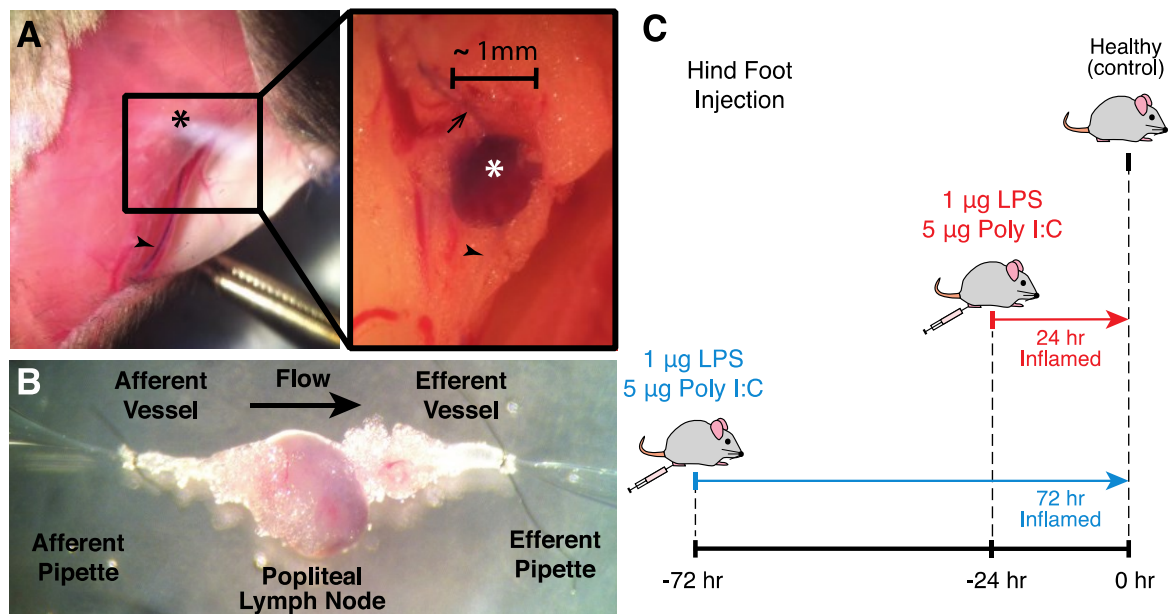 A
*
~ 1mm
*
B
Afferent
Vessel
Flow
Efferent
Vessel
Afferent
Pipette
Popliteal
Lymph Node
Efferent
Pipette
C
Hind Foot
Injection
Healthy
(control)
1 µg LPS
5 µg Poly I:C
24 hr
Inflamed
1 µg LPS
5 µg Poly I:C
72 hr
Inflamed
-72 hr
-24 hr
0 hr